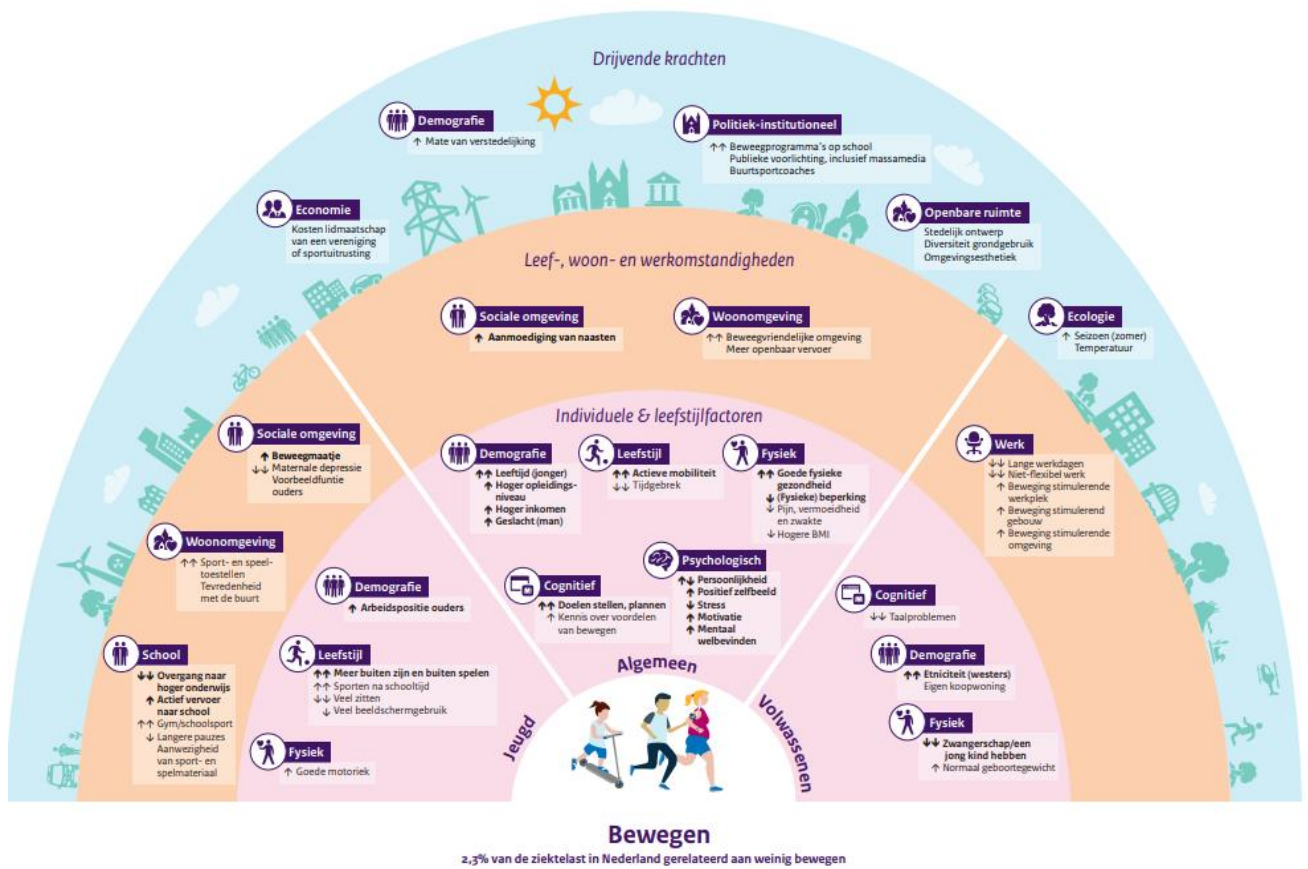 Drijvende krachten
Demografie
↑ Mate van verstedelijking
Politiek-institutioneel
↑↑ Beweegprogramma's op school
Publieke voorlichting, inclusief massamedia
Buurtsportcoaches
Economie
Kosten lidmaatschap
van een vereniging
of sportuitrusting
Openbare ruimte
Stedelijk ontwerp
Diversiteit grondgebruik
Omgevingsesthetiek
Ecologie
↑ Seizoen (zomer)
Temperatuur
Leef-, woon- en werkomstandigheden
Sociale omgeving
↑ Aanmoediging van naasten
Woonomgeving
↑↑ Beweegvriendelijke omgeving
Meer openbaar vervoer
Sociale omgeving
↑ Beweegmaatje
↓↓ Maternale depressie
Voorbeeldfuntie
ouders
Woonomgeving
↑↑ Sport- en speel-
toestellen
Tevredenheid
met de buurt
School
↓↓ Overgang naar
hoger onderwijs
↑ Actief vervoer
naar school
↑↑ Gym/schoolsport
↓ Langere pauzes
Aanwezigheid
van sport- en
spelmateriaal
Werk
↓↓ Lange werkdagen
↓↓ Niet-flexibel werk
↑ Beweging stimulerende
werkplek
↑ Beweging stimulerend
gebouw
↑ Beweging stimulerende
omgeving
Individuele & leefstijlfactoren
Demografie
↑↑ Leeftijd (jonger)
↑ Hoger opleidings-
niveau
↑ Hoger inkomen
↑ Geslacht (man)
Leefstijl
↑↑ Actieve mobiliteit
↓↓ Tijdgebrek
Fysiek
↑↑ Goede fysieke
gezondheid
↓ (Fysieke) beperking
↓ Pijn, vermoeidheid
en zwakte
↓ Hogere BMI
Cognitief
↑↑ Doelen stellen, plannen
↑ Kennis over voordelen
van bewegen
Psychologisch
↑↓ Persoonlijkheid
↑ Positief zelfbeeld
↓ Stress
↑ Motivatie
↑ Mentaal
welbevinden
Demografie
↑ Arbeidspositie ouders
Leefstijl
↑↑ Meer buiten zijn en buiten spelen
↑↑ Sporten na schooltijd
↓↓ Veel zitten
↓ Veel beeldschermgebruik
Fysiek
↑ Goede motoriek
Cognitief
↓↓ Taalproblemen
Demografie
↑↑ Etniciteit (westers)
Eigen koopwoning
Fysiek
↓↓ Zwangerschap/een
jong kind hebben
↑ Normaal geboortegewicht
Jeugd
Algemeen
Volwassenen
Bewegen
2,3% van de ziektelast in Nederland gerelateerd aan weinig bewegen